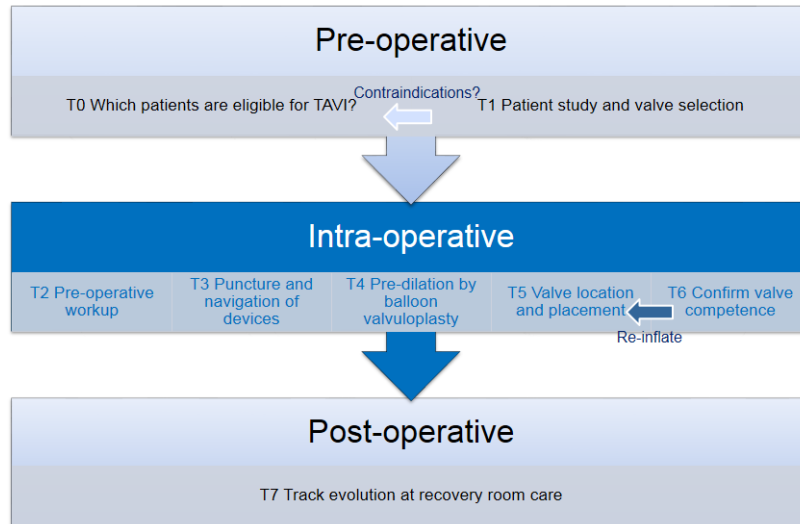 Pre-operative
Contraindications?
T0 Which patients are eligible for TAVI?
T1 Patient study and valve selection
Intra-operative
T2 Pre-operative
workup
T3 Puncture and
navigation of
devices
T4 Pre-dilation by
balloon
valvuloplasty
T5 Valve location
and placement
T6 Confirm valve
competence
Re-inflate
Post-operative
T7 Track evolution at recovery room care